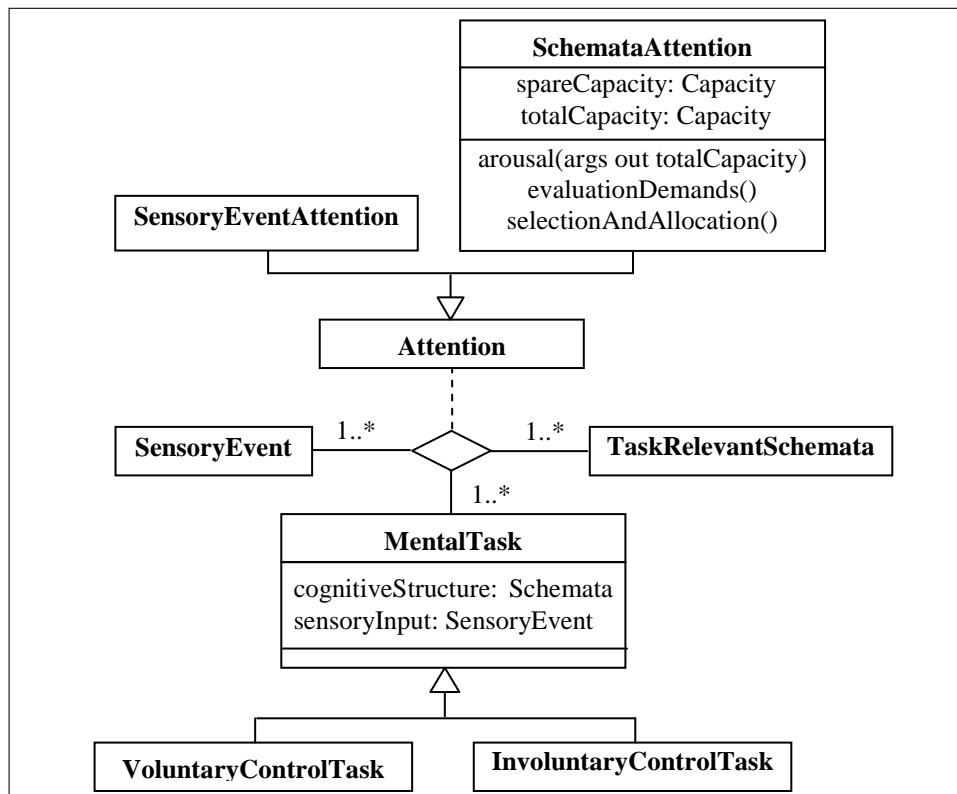 SchemataAttention
spareCapacity: Capacity
totalCapacity: Capacity
arousal(args out totalCapacity)
evaluationDemands()
selectionAndAllocation()
SensoryEventAttention
Attention
1..*
1..*
SensoryEvent
TaskRelevantSchemata
1..*
MentalTask
cognitiveStructure: Schemata
sensoryInput: SensoryEvent
VoluntaryControlTask
InvoluntaryControlTask